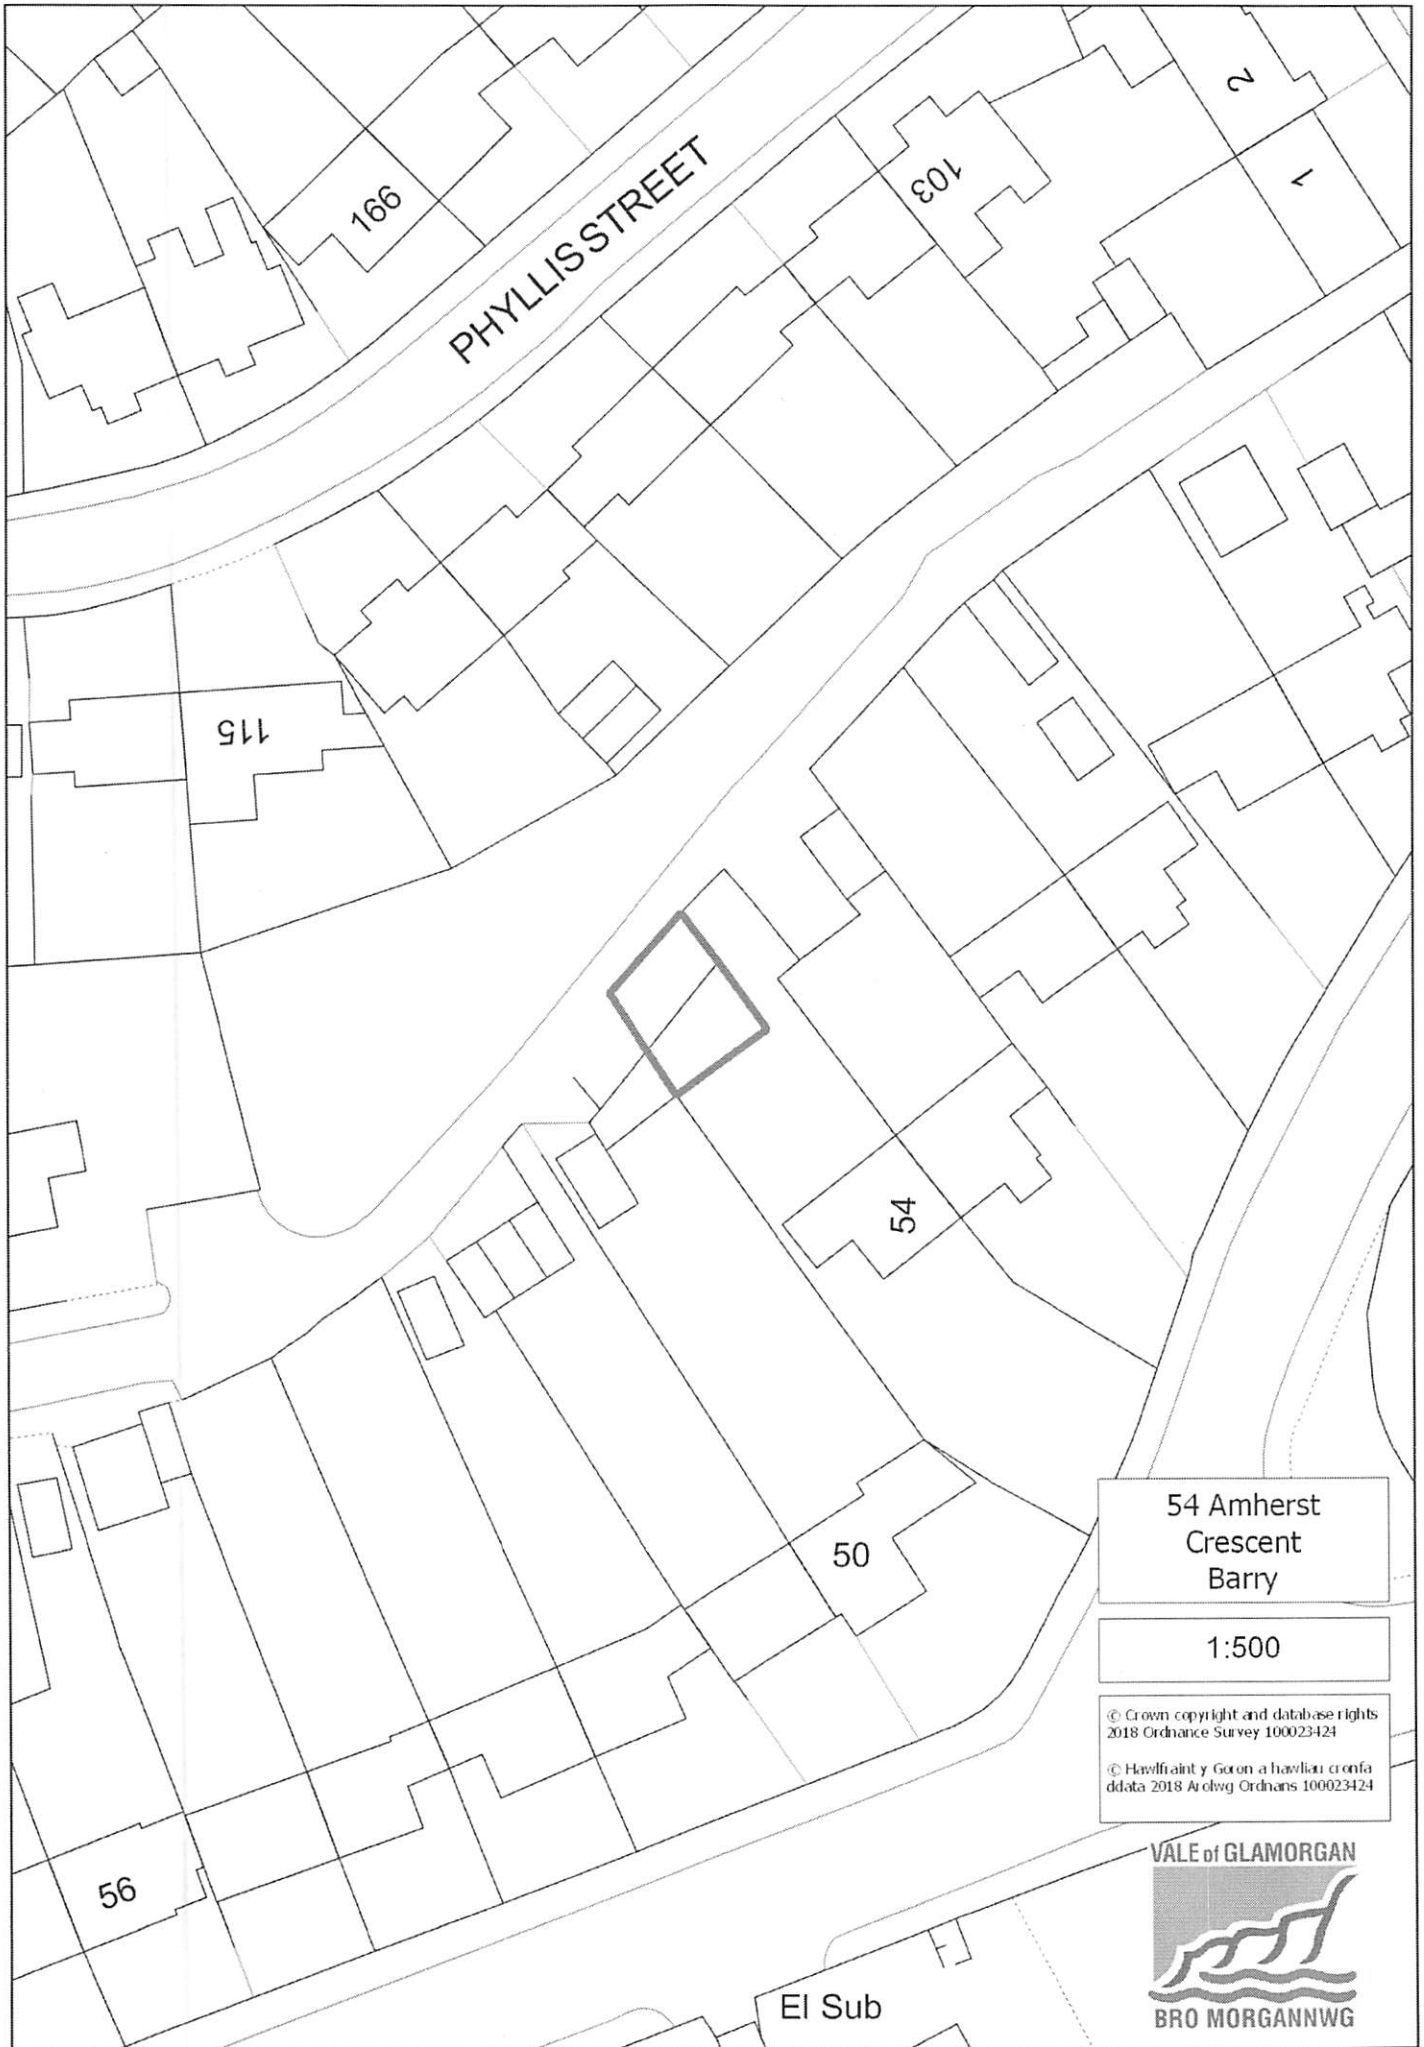 2
1
103
166
PHYLLIS STREET
115
54
54 Amherst
Crescent
Barry
50
1:500
© Crown copyright and database rights
2018 Ordnance Survey 100023424
© Hawlfraint y Goron a hawliau cronfa
ddata 2018 Arolwg Ordnans 100023424
VALE of GLAMORGAN
56
El Sub
BRO MORGANNWG